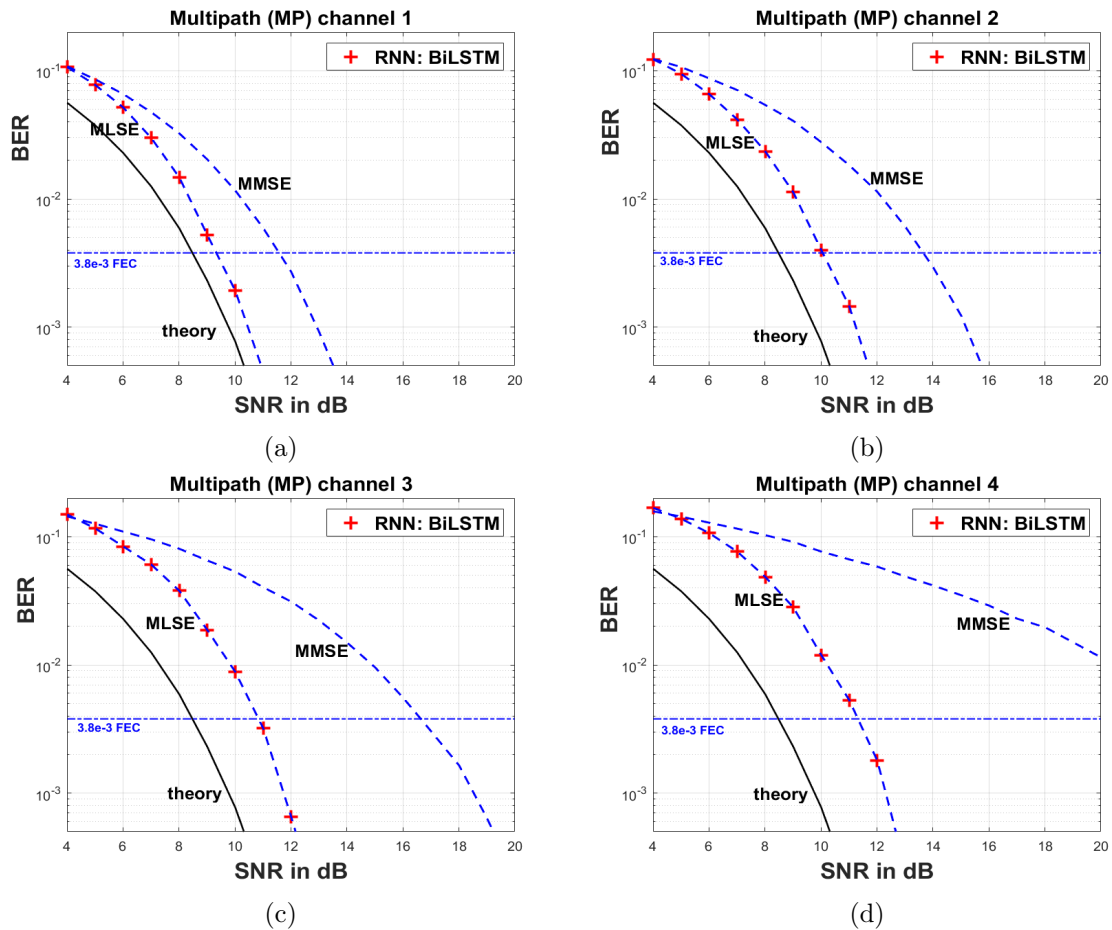 Multipath (MP) channel 1
RNN: BiLSTM
10^-1
10^-2
10^-3
BER
MLSE
MMSE
3.8e-3 FEC
theory
4 6 8 10 12 14 16 18 20
SNR in dB
(a)
Multipath (MP) channel 2
RNN: BiLSTM
10^-1
10^-2
10^-3
BER
MLSE
MMSE
3.8e-3 FEC
theory
4 6 8 10 12 14 16 18 20
SNR in dB
(b)
Multipath (MP) channel 3
RNN: BiLSTM
10^-1
10^-2
10^-3
BER
MLSE
MMSE
3.8e-3 FEC
theory
4 6 8 10 12 14 16 18 20
SNR in dB
(c)
Multipath (MP) channel 4
RNN: BiLSTM
10^-1
10^-2
10^-3
BER
MLSE
MMSE
3.8e-3 FEC
theory
4 6 8 10 12 14 16 18 20
SNR in dB
(d)